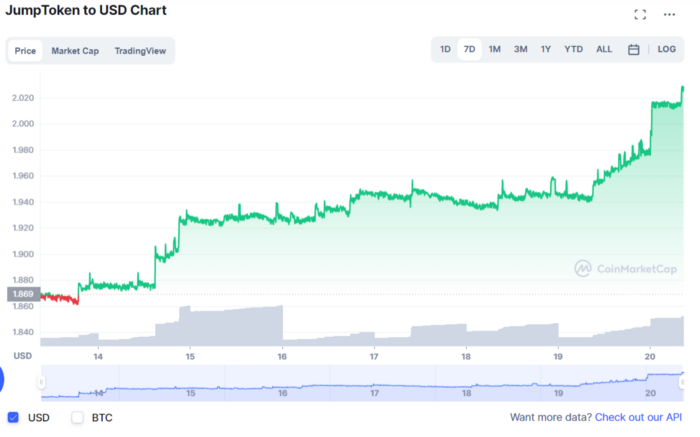 JumpToken to USD Chart
Price Market Cap TradingView
1D 7D 1M 3M 1Y YTD ALL LOG
2.020
2.000
1.980
1.960
1.940
1.920
1.900
1.880
1.869
1.860
1.840
CoinMarketCap
USD 14 15 16 17 18 19 20
14 15 16 17 18 19 20
USD BTC
Want more data? Check out our API